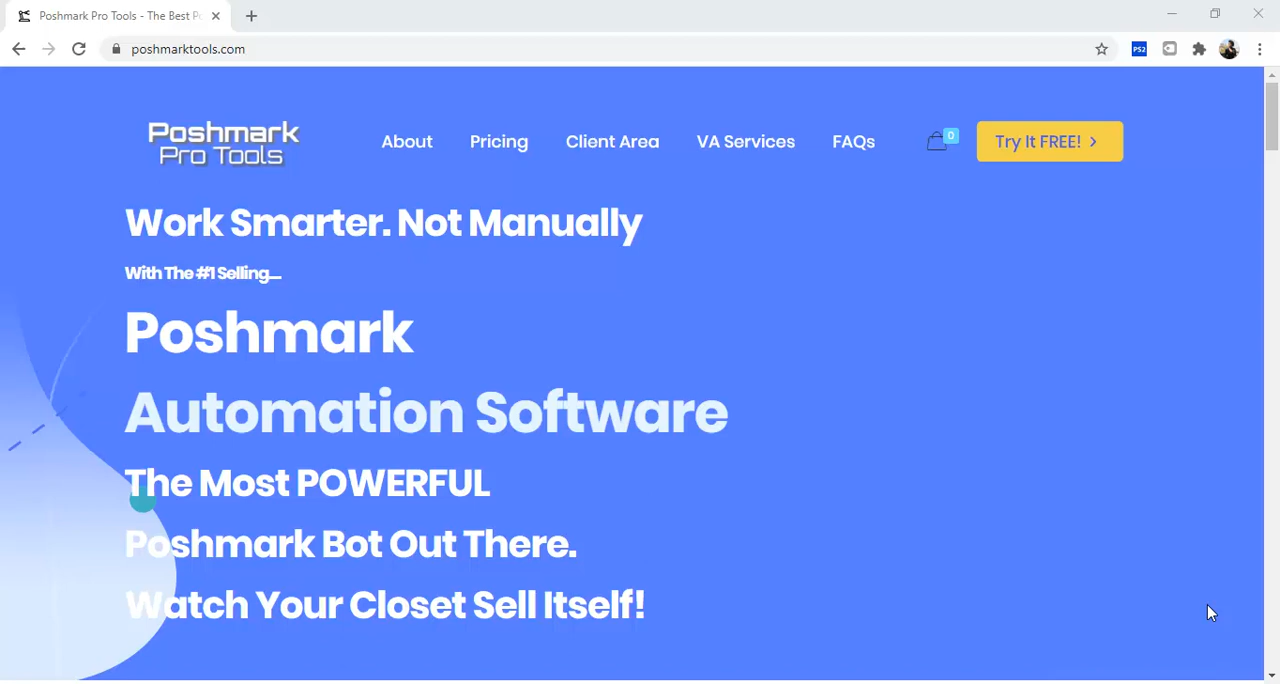 Poshmark Pro Tools - The Best Po
poshmarktools.com
PS2
Poshmark
Pro Tools
About
Pricing
Client Area
VA Services
FAQs
0
Try It FREE!
Work Smarter. Not Manually
With The #1 Selling...
Poshmark
Automation Software
The Most POWERFUL
Poshmark Bot Out There.
Watch Your Closet Sell Itself!